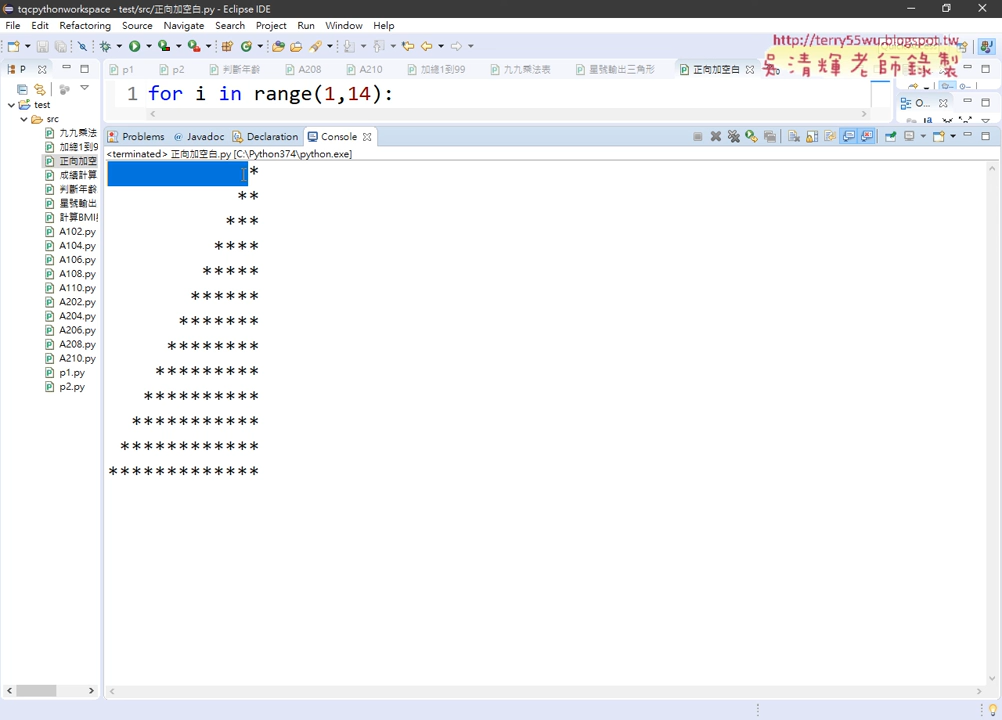 tqcpythonworkspace - test/src/正向加空白.py - Eclipse IDE
File Edit Refactoring Source Navigate Search Project Run Window Help
http://terry55wu.blogspot.tw
吳清輝老師錄製
P
p1 p2 判斷年齡 A208 A210 加總1到99 九九乘法表 星號輸出三角形 正向加空白
1 for i in range(1,14):
O...
test
src
九九乘法
加總1到9
正向加空
成績計算
判斷年齡
星號輸出
計算BMI
A102.py
A104.py
A106.py
A108.py
A110.py
A202.py
A204.py
A206.py
A208.py
A210.py
p1.py
p2.py
Problems Javadoc Declaration Console
<terminated> 正向加空白.py [C:\Python374\python.exe]
*
**
***
****
*****
******
*******
********
*********
**********
***********
************
*************